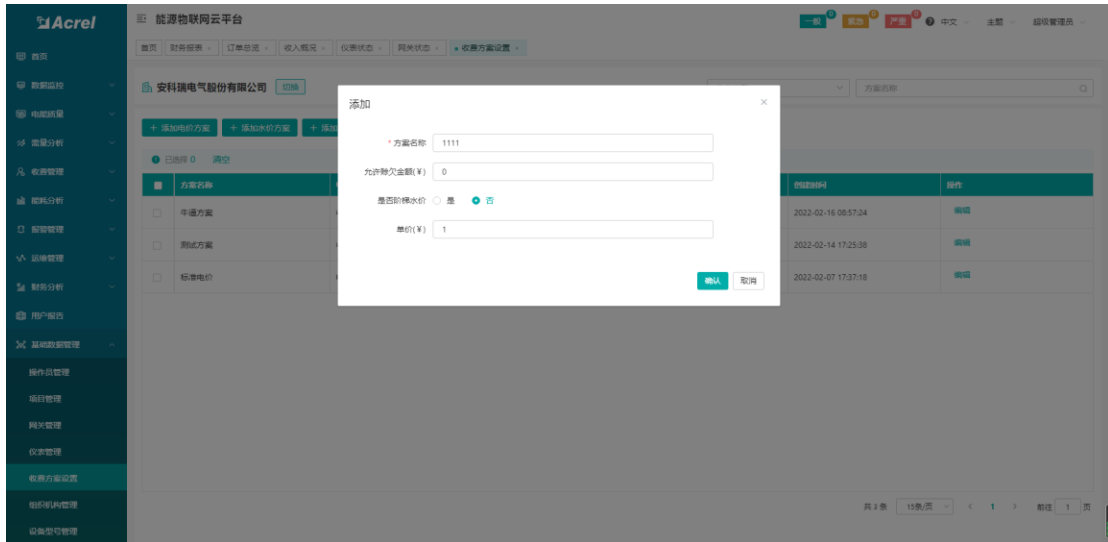 Acrel
能源物联网云平台
一般 0 紧急 0 严重 0 中文 主题 超级管理员
首页 财务报表 订单总览 收入概况 仪表状态 网关状态 收费方案设置
首页
数据监控
电能质量
用量分析
收费管理
能耗分析
报警管理
运维管理
财务分析
用户报告
基础数据管理
操作员管理
项目管理
网关管理
仪表管理
收费方案设置
组织机构管理
设备型号管理
安科瑞电气股份有限公司 切换
方案名称
+ 添加电价方案 + 添加水价方案 + 添加
已选择 0 清空
方案名称 创建时间 操作
牛逼方案 2022-02-16 08:57:24 编辑
测试方案 2022-02-14 17:25:38 编辑
标准电价 2022-02-07 17:37:18 编辑
添加
* 方案名称 1111
允许赊欠金额(¥) 0
是否阶梯水价 是 否
单价(¥) 1
确认 取消
共 3 条 15条/页 1 前往 1 页